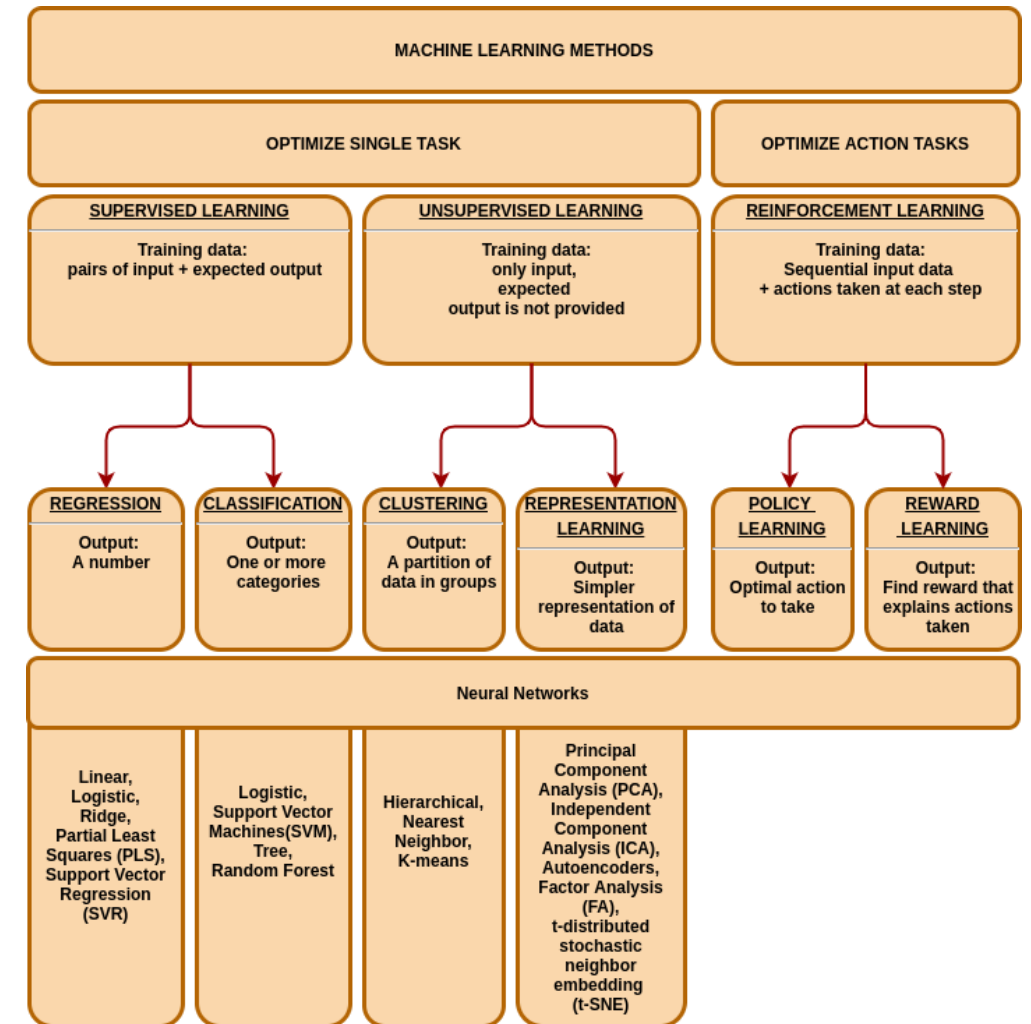 MACHINE LEARNING METHODS
OPTIMIZE SINGLE TASK
OPTIMIZE ACTION TASKS
SUPERVISED LEARNING
Training data:
pairs of input + expected output
UNSUPERVISED LEARNING
Training data:
only input,
expected
output is not provided
REINFORCEMENT LEARNING
Training data:
Sequential input data
+ actions taken at each step
REGRESSION
Output:
A number
CLASSIFICATION
Output:
One or more
categories
CLUSTERING
Output:
A partition of
data in groups
REPRESENTATION
LEARNING
Output:
Simpler
representation of
data
POLICY
LEARNING
Output:
Optimal action
to take
REWARD
LEARNING
Output:
Find reward that
explains actions
taken
Neural Networks
Linear,
Logistic,
Ridge,
Partial Least
Squares (PLS),
Support Vector
Regression
(SVR)
Logistic,
Support Vector
Machines(SVM),
Tree,
Random Forest
Hierarchical,
Nearest
Neighbor,
K-means
Principal
Component
Analysis (PCA),
Independent
Component
Analysis (ICA),
Autoencoders,
Factor Analysis
(FA),
t-distributed
stochastic
neighbor
embedding
(t-SNE)